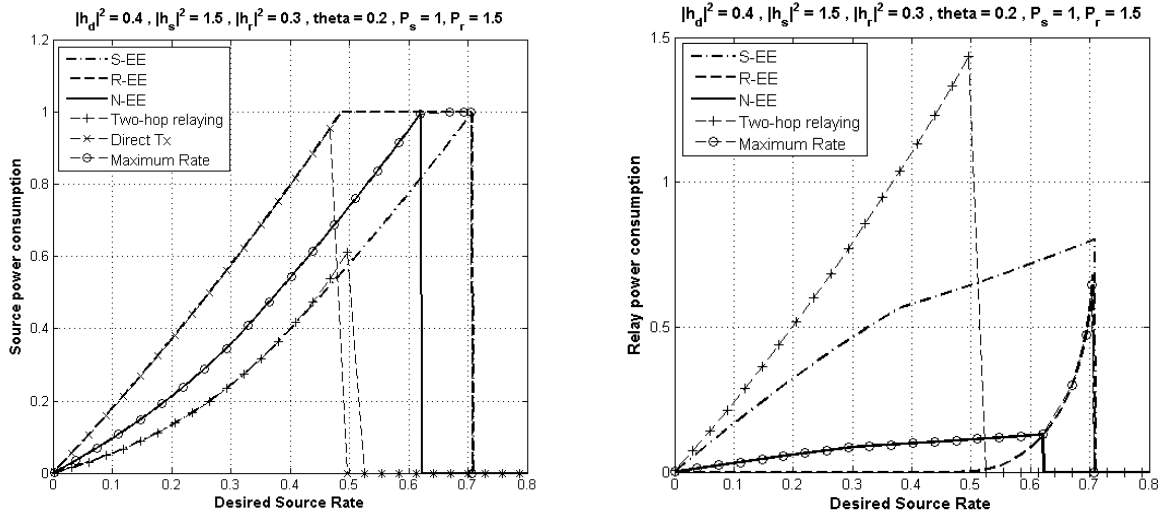 |h_d|² = 0.4 , |h_s|² = 1.5 , |h_r|² = 0.3 , theta = 0.2 , P_s = 1, P_r = 1.5
1.2
1
0.8
0.6
0.4
0.2
0
Source power consumption
S-EE
R-EE
N-EE
Two-hop relaying
Direct Tx
Maximum Rate
0
0.1
0.2
0.3
0.4
0.5
0.6
0.7
0.8
Desired Source Rate
|h_d|² = 0.4 , |h_s|² = 1.5 , |h_r|² = 0.3 , theta = 0.2 , P_s = 1, P_r = 1.5
1.5
1
0.5
0
Relay power consumption
S-EE
R-EE
N-EE
Two-hop relaying
Maximum Rate
0
0.1
0.2
0.3
0.4
0.5
0.6
0.7
0.8
Desired Source Rate